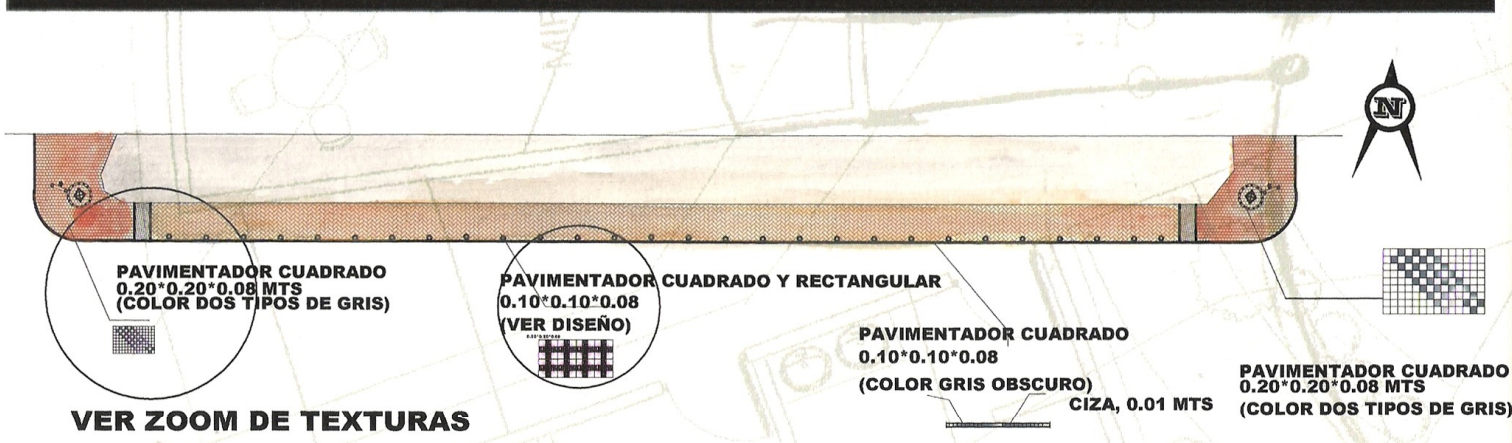 N
PAVIMENTADOR CUADRADO
0.20*0.20*0.08 MTS
(COLOR DOS TIPOS DE GRIS)
PAVIMENTADOR CUADRADO Y RECTANGULAR
0.10*0.10*0.08
(VER DISEÑO)
PAVIMENTADOR CUADRADO
0.10*0.10*0.08
(COLOR GRIS OBSCURO)
CIZA, 0.01 MTS
PAVIMENTADOR CUADRADO
0.20*0.20*0.08 MTS
(COLOR DOS TIPOS DE GRIS)
VER ZOOM DE TEXTURAS